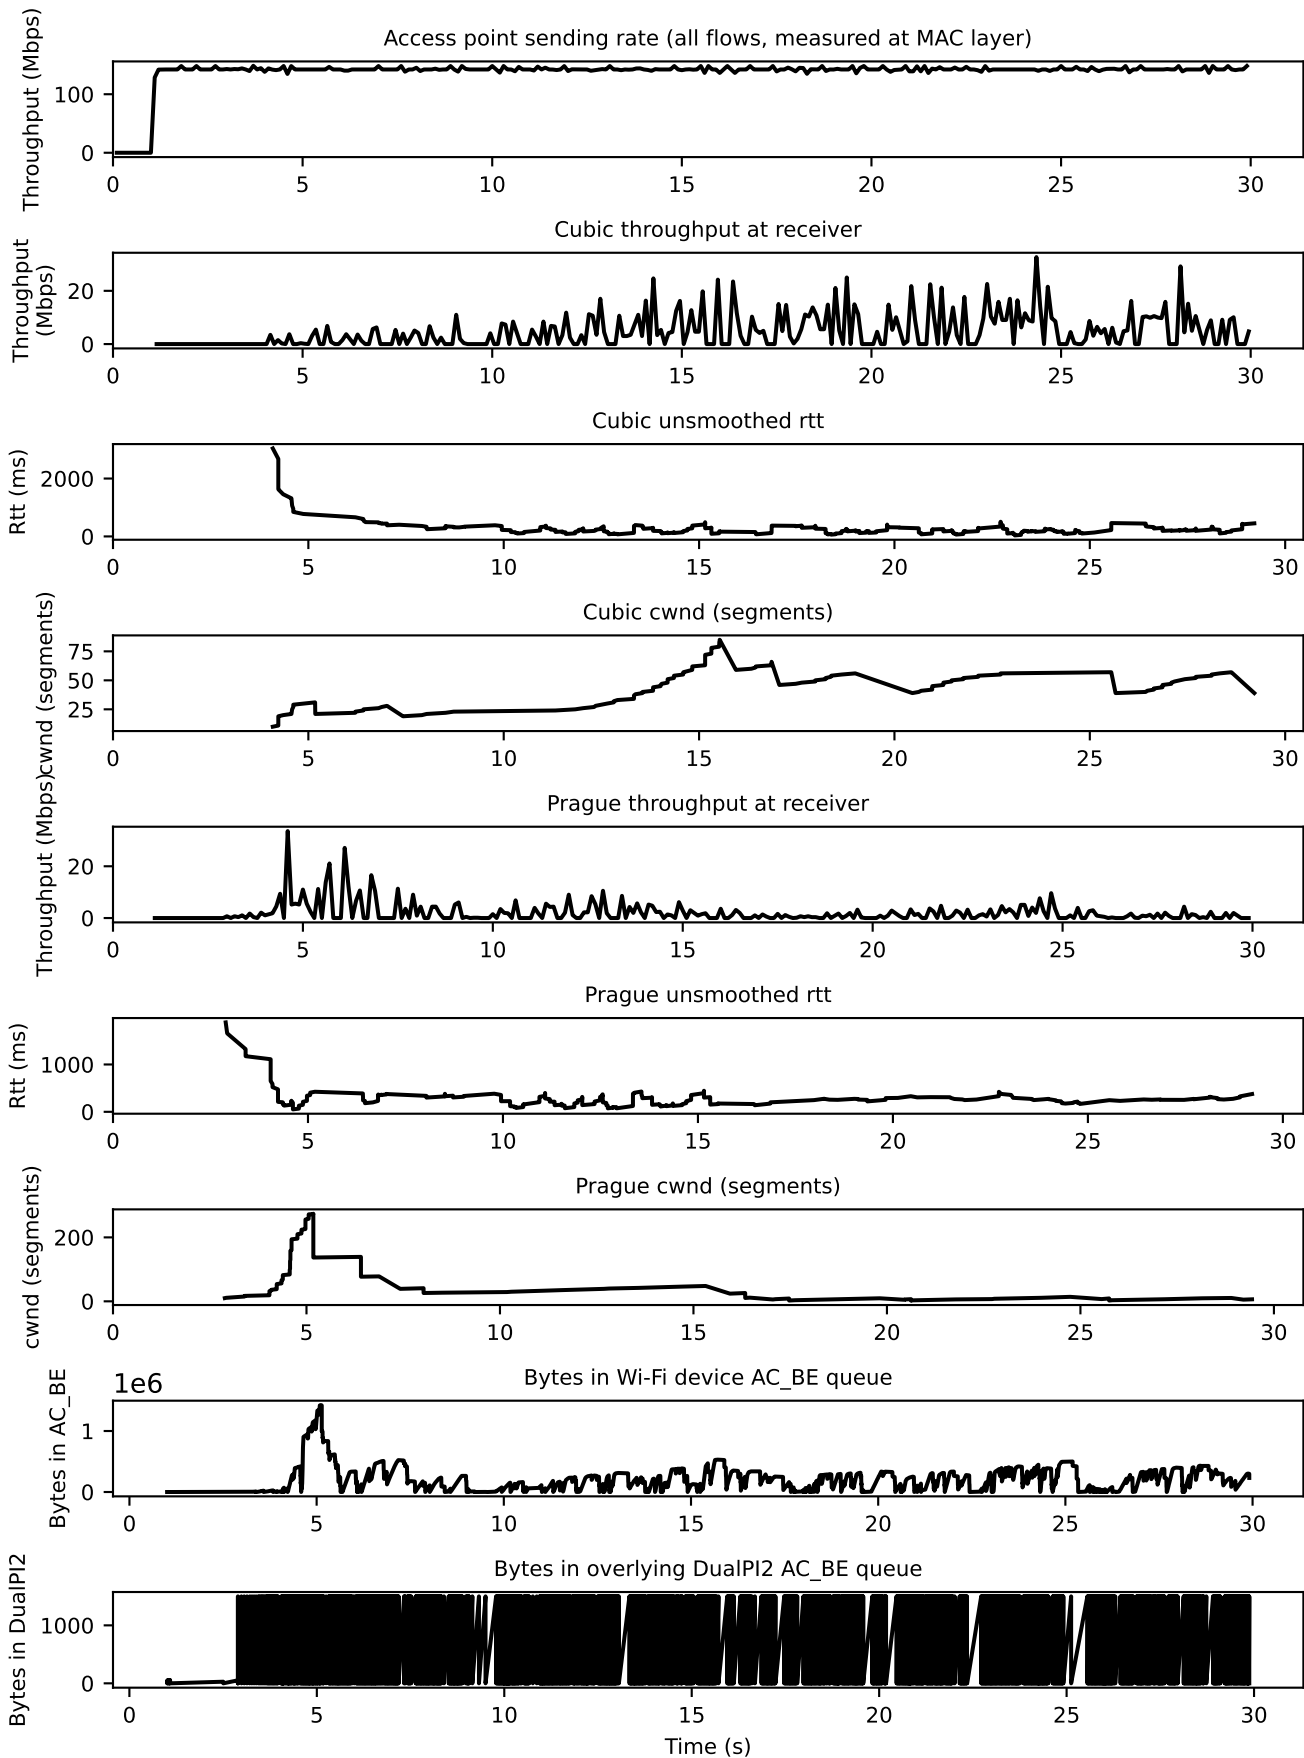 Access point sending rate (all flows, measured at MAC layer)
Throughput (Mbps)
100
0
0 5 10 15 20 25 30
Cubic throughput at receiver
Throughput
(Mbps)
20
0
0 5 10 15 20 25 30
Cubic unsmoothed rtt
Rtt (ms)
2000
0
0 5 10 15 20 25 30
Cubic cwnd (segments)
cwnd (segments)
75
50
25
0 5 10 15 20 25 30
Prague throughput at receiver
Throughput (Mbps)
20
0
0 5 10 15 20 25 30
Prague unsmoothed rtt
Rtt (ms)
1000
0
0 5 10 15 20 25 30
Prague cwnd (segments)
cwnd (segments)
200
0
0 5 10 15 20 25 30
Bytes in Wi-Fi device AC_BE queue
1e6
Bytes in AC_BE
1
0
0 5 10 15 20 25 30
Bytes in overlying DualPI2 AC_BE queue
Bytes in DualPI2
1000
0
0 5 10 15 20 25 30
Time (s)